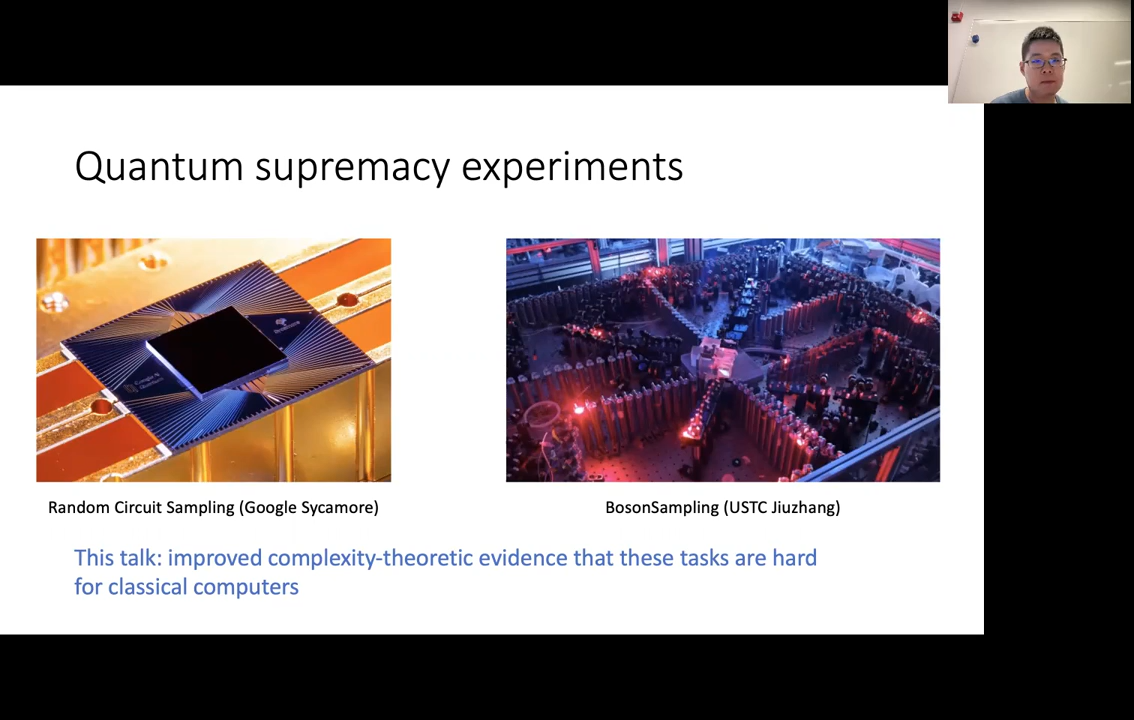 Quantum supremacy experiments
Random Circuit Sampling (Google Sycamore)
BosonSampling (USTC Jiuzhang)
This talk: improved complexity-theoretic evidence that these tasks are hard
for classical computers